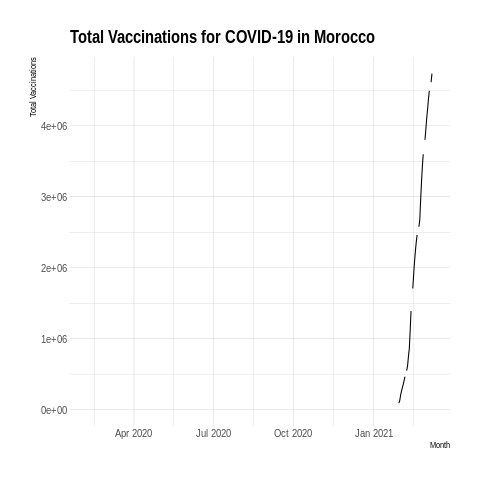 Total Vaccinations for COVID-19 in Morocco
Total Vaccinations
4e+06
3e+06
2e+06
1e+06
0e+00
Apr 2020 Jul 2020 Oct 2020 Jan 2021
Month